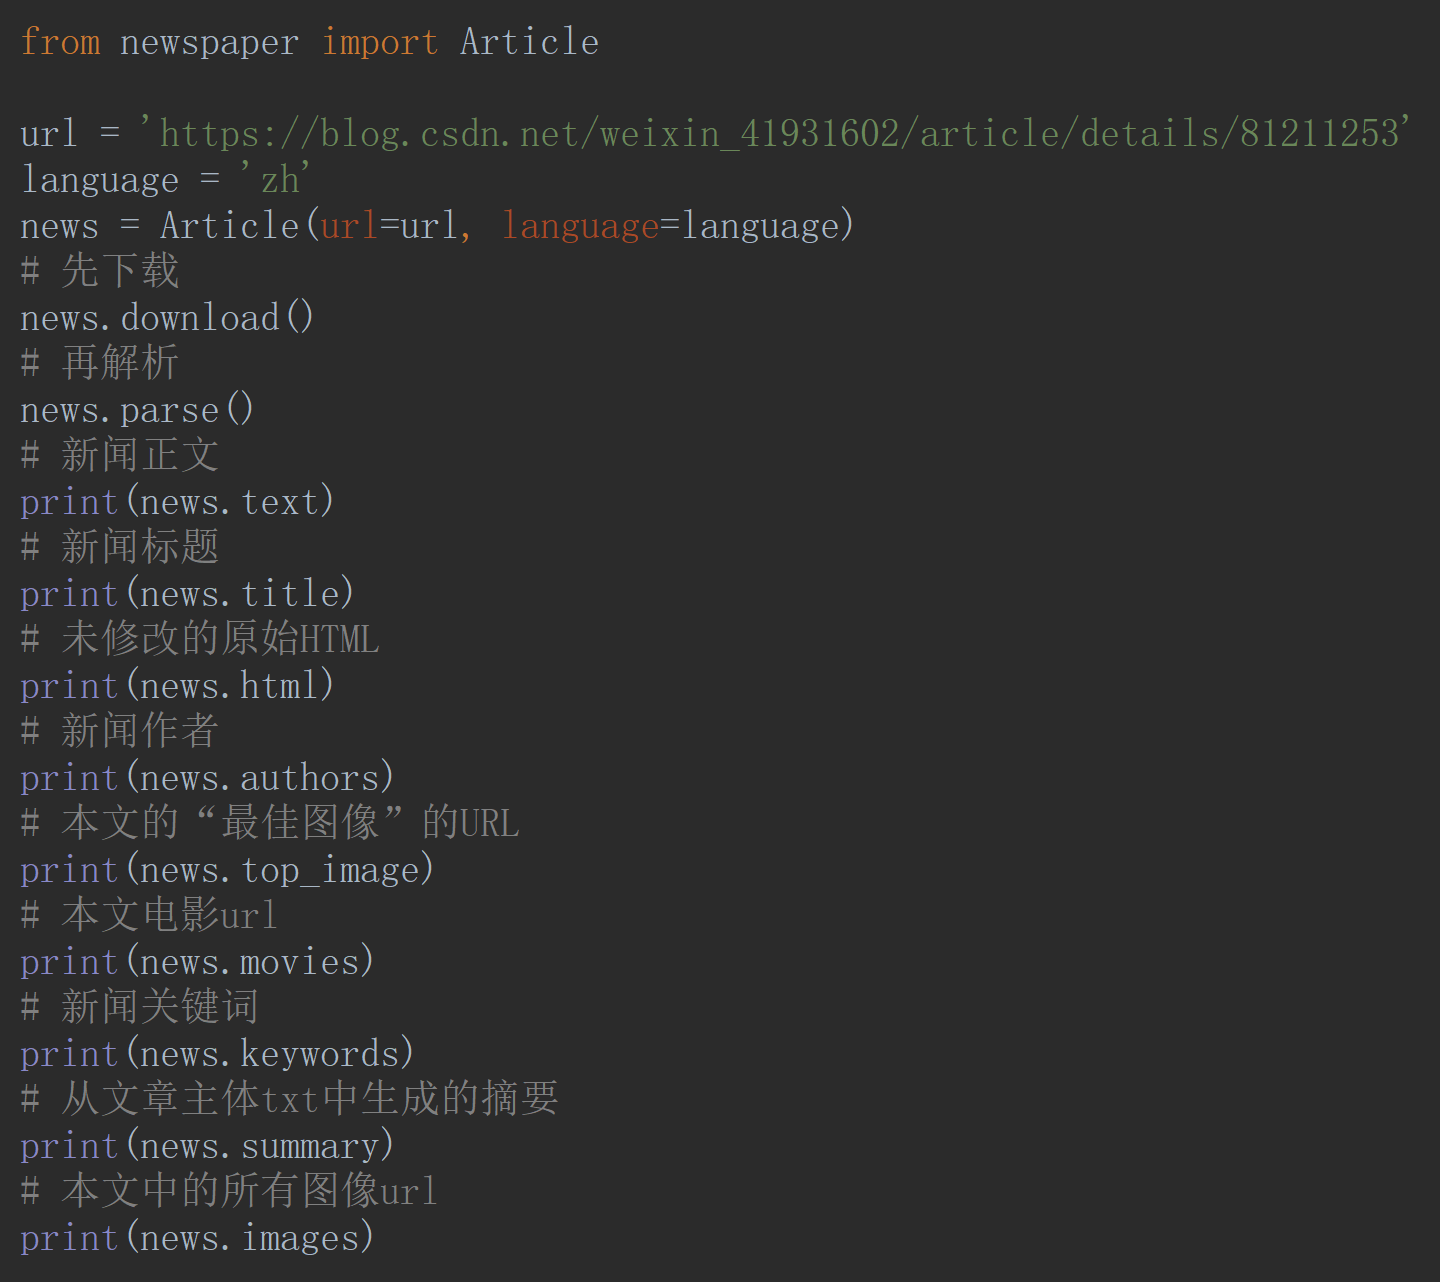 from newspaper import Article
url = 'https://blog.csdn.net/weixin_41931602/article/details/81211253'
language = 'zh'
news = Article(url=url, language=language)
# 先下载
news.download()
# 再解析
news.parse()
# 新闻正文
print(news.text)
# 新闻标题
print(news.title)
# 未修改的原始HTML
print(news.html)
# 新闻作者
print(news.authors)
# 本文的“最佳图像”的URL
print(news.top_image)
# 本文电影url
print(news.movies)
# 新闻关键词
print(news.keywords)
# 从文章主体txt中生成的摘要
print(news.summary)
# 本文中的所有图像url
print(news.images)